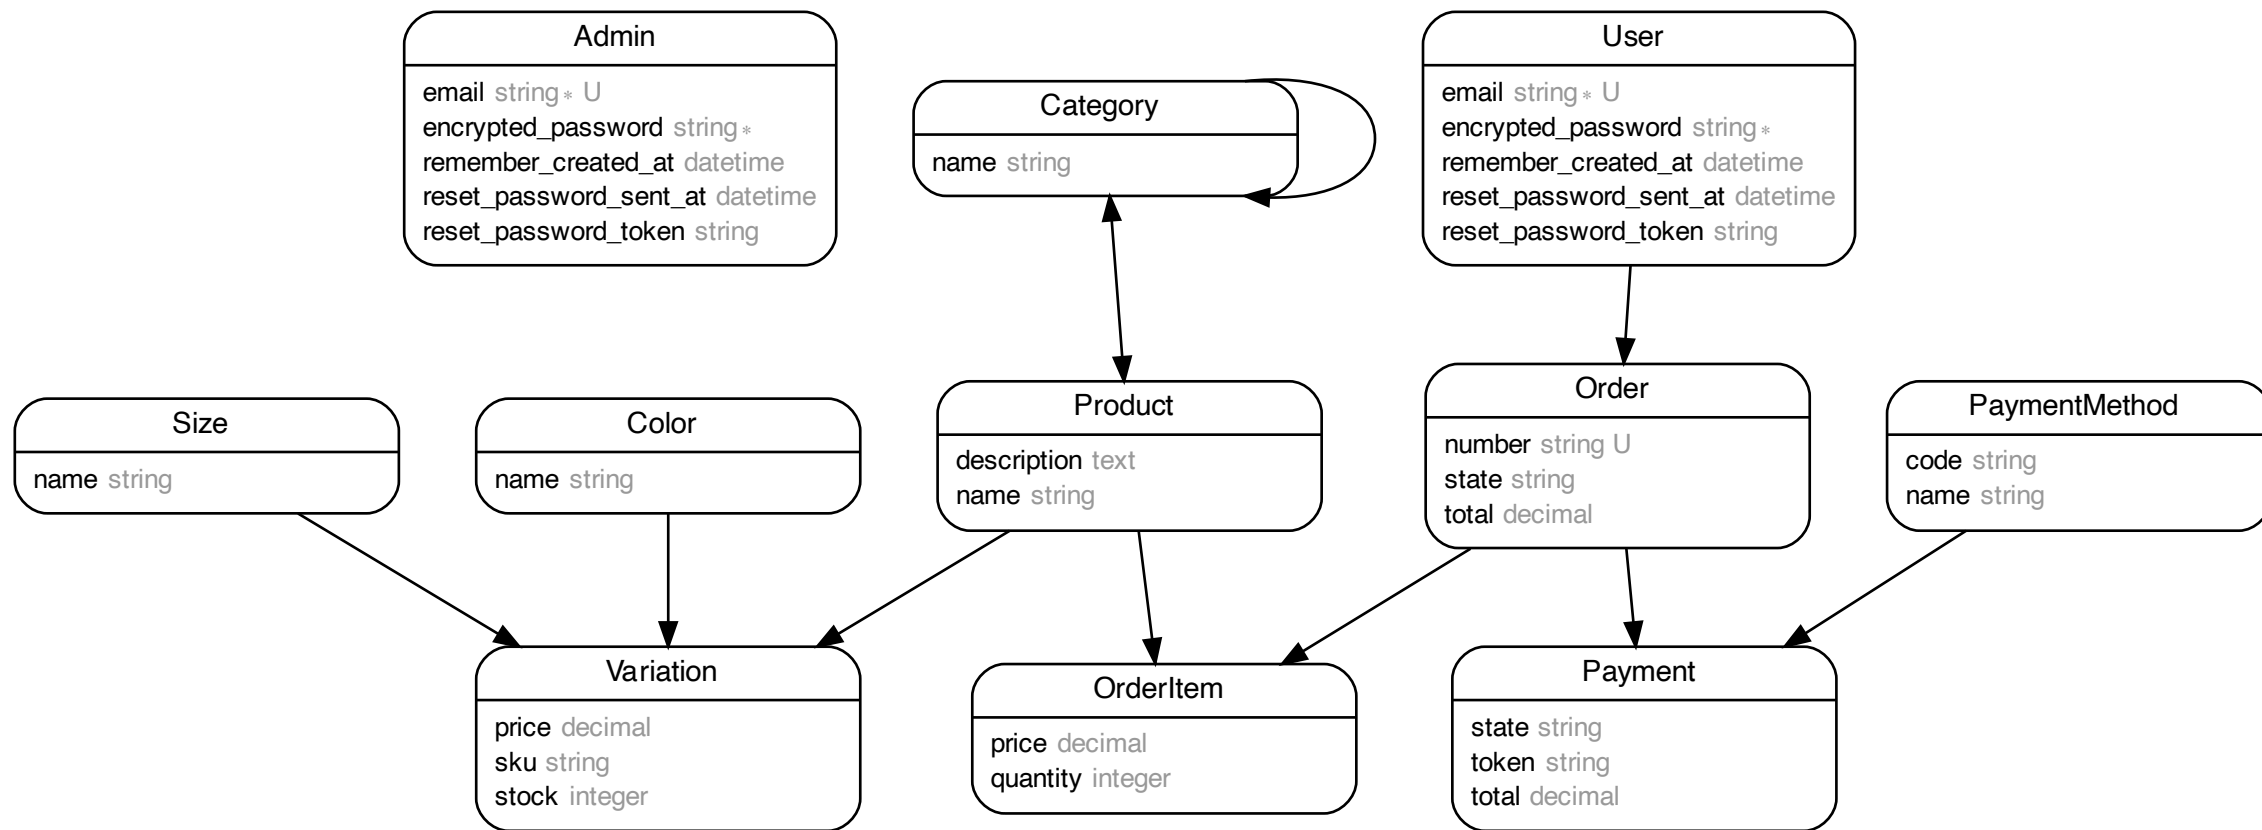 Admin
email string∗ U
encrypted_password string∗
remember_created_at datetime
reset_password_sent_at datetime
reset_password_token string
Category
name string
User
email string∗ U
encrypted_password string∗
remember_created_at datetime
reset_password_sent_at datetime
reset_password_token string
Size
name string
Color
name string
Product
description text
name string
Order
number string U
state string
total decimal
PaymentMethod
code string
name string
Variation
price decimal
sku string
stock integer
OrderItem
price decimal
quantity integer
Payment
state string
token string
total decimal